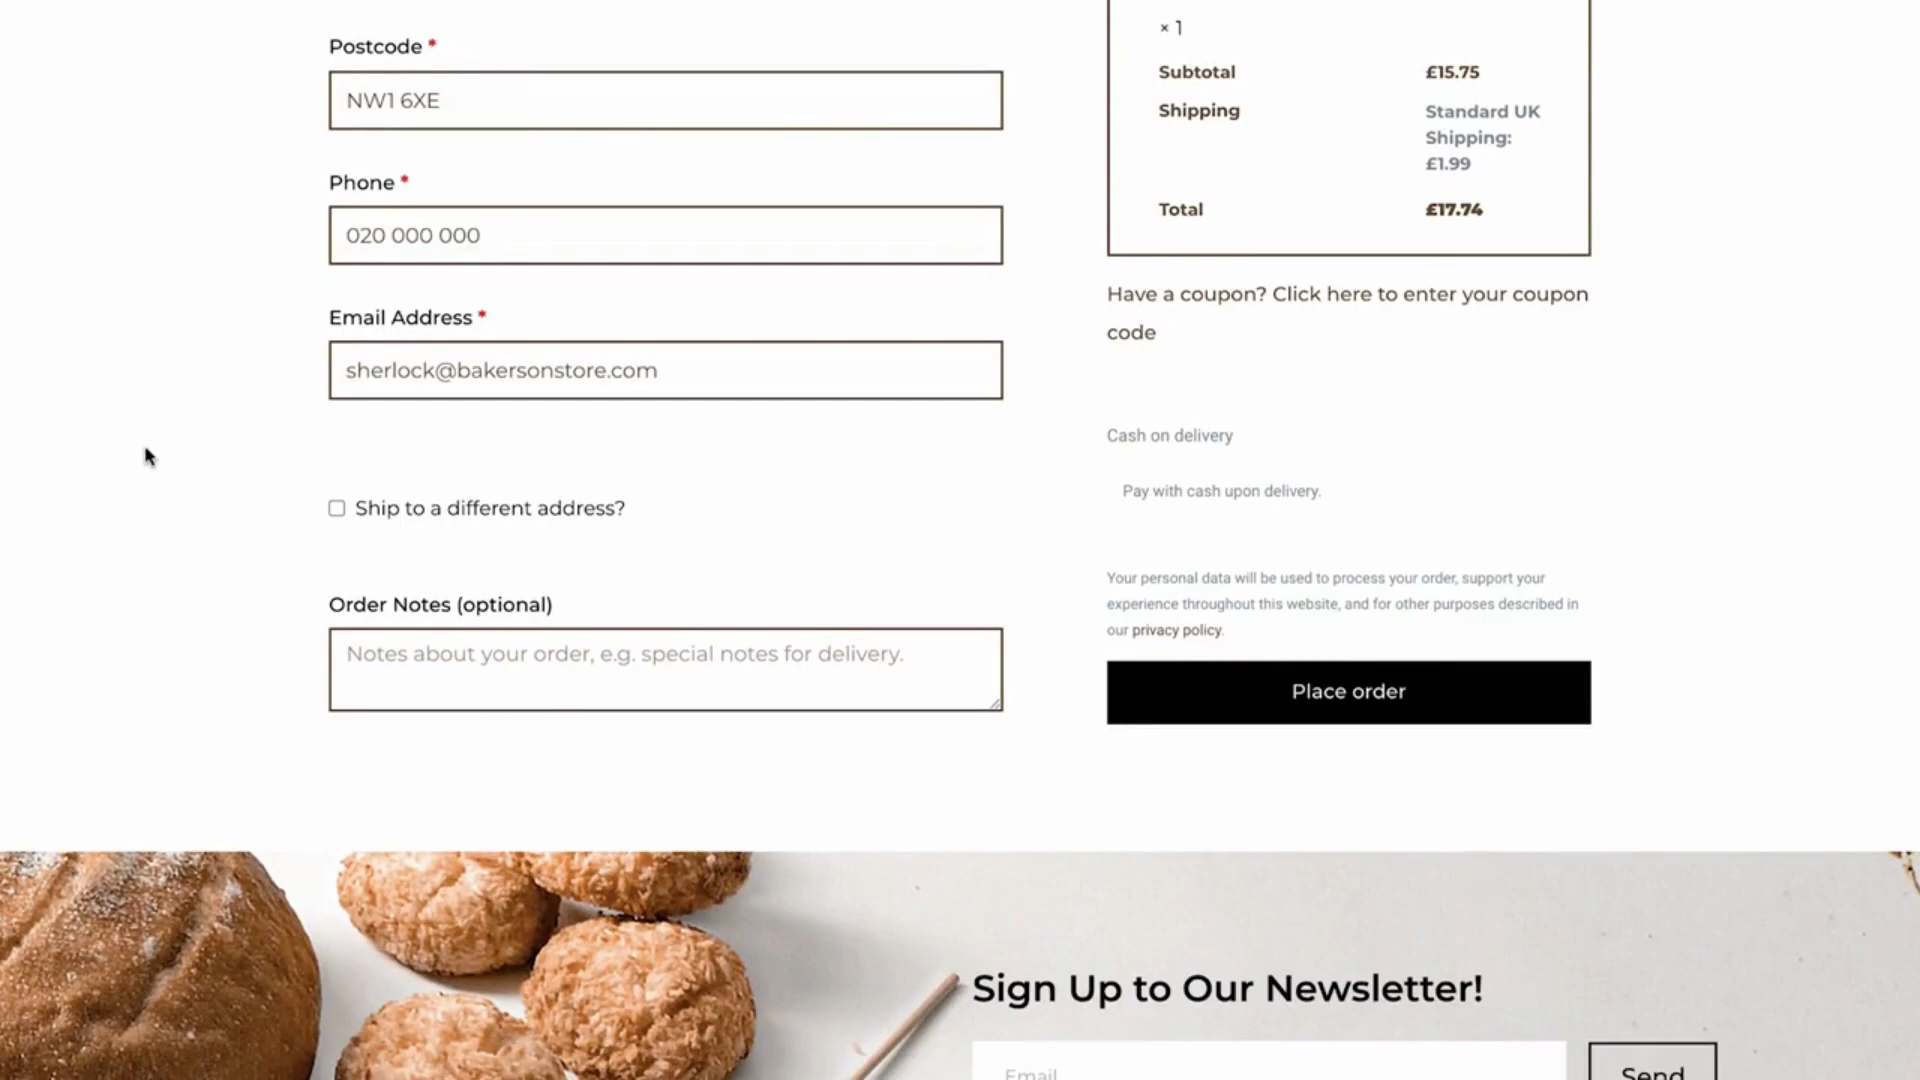 Postcode *
NW1 6XE
Phone *
020 000 000
Email Address *
sherlock@bakersonstore.com
Ship to a different address?
Order Notes (optional)
Notes about your order, e.g. special notes for delivery.
× 1
Subtotal £15.75
Shipping Standard UK
Shipping:
£1.99
Total £17.74
Have a coupon? Click here to enter your coupon
code
Cash on delivery
Pay with cash upon delivery.
Your personal data will be used to process your order, support your
experience throughout this website, and for other purposes described in
our privacy policy.
Place order
Sign Up to Our Newsletter!
Email
Send